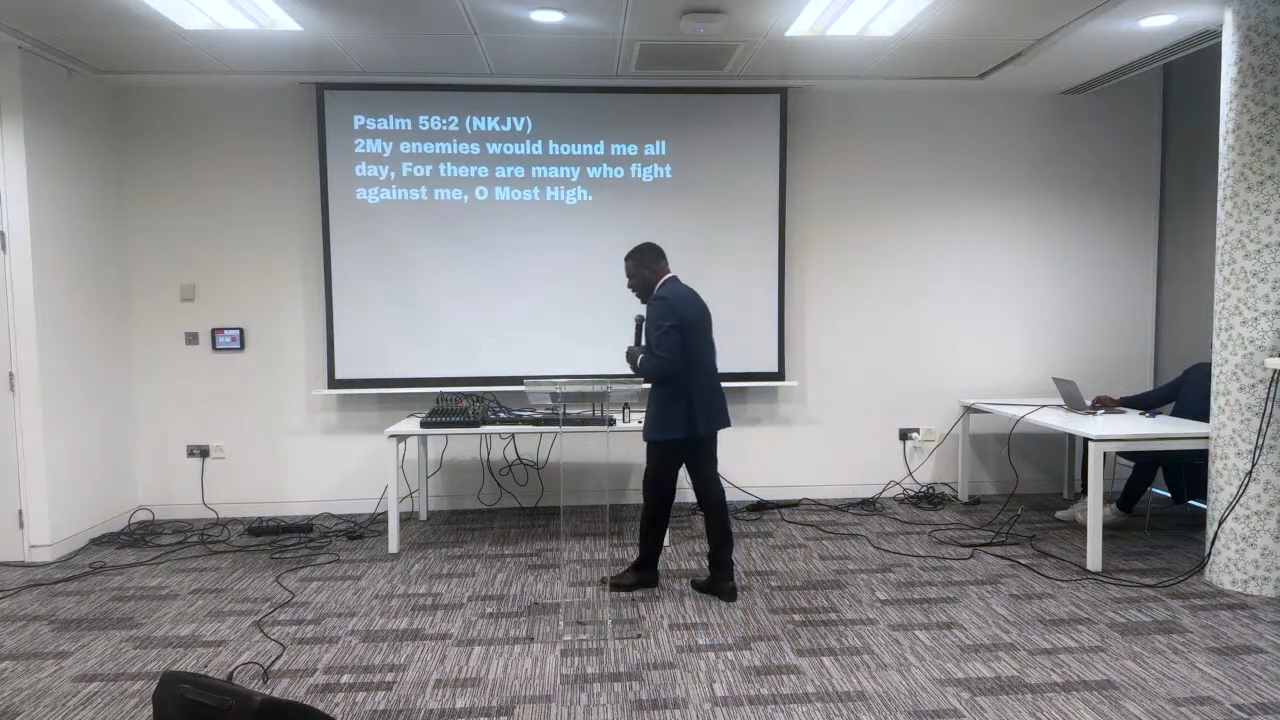 Psalm 56:2 (NKJV)
2My enemies would hound me all
day, For there are many who fight
against me, O Most High.